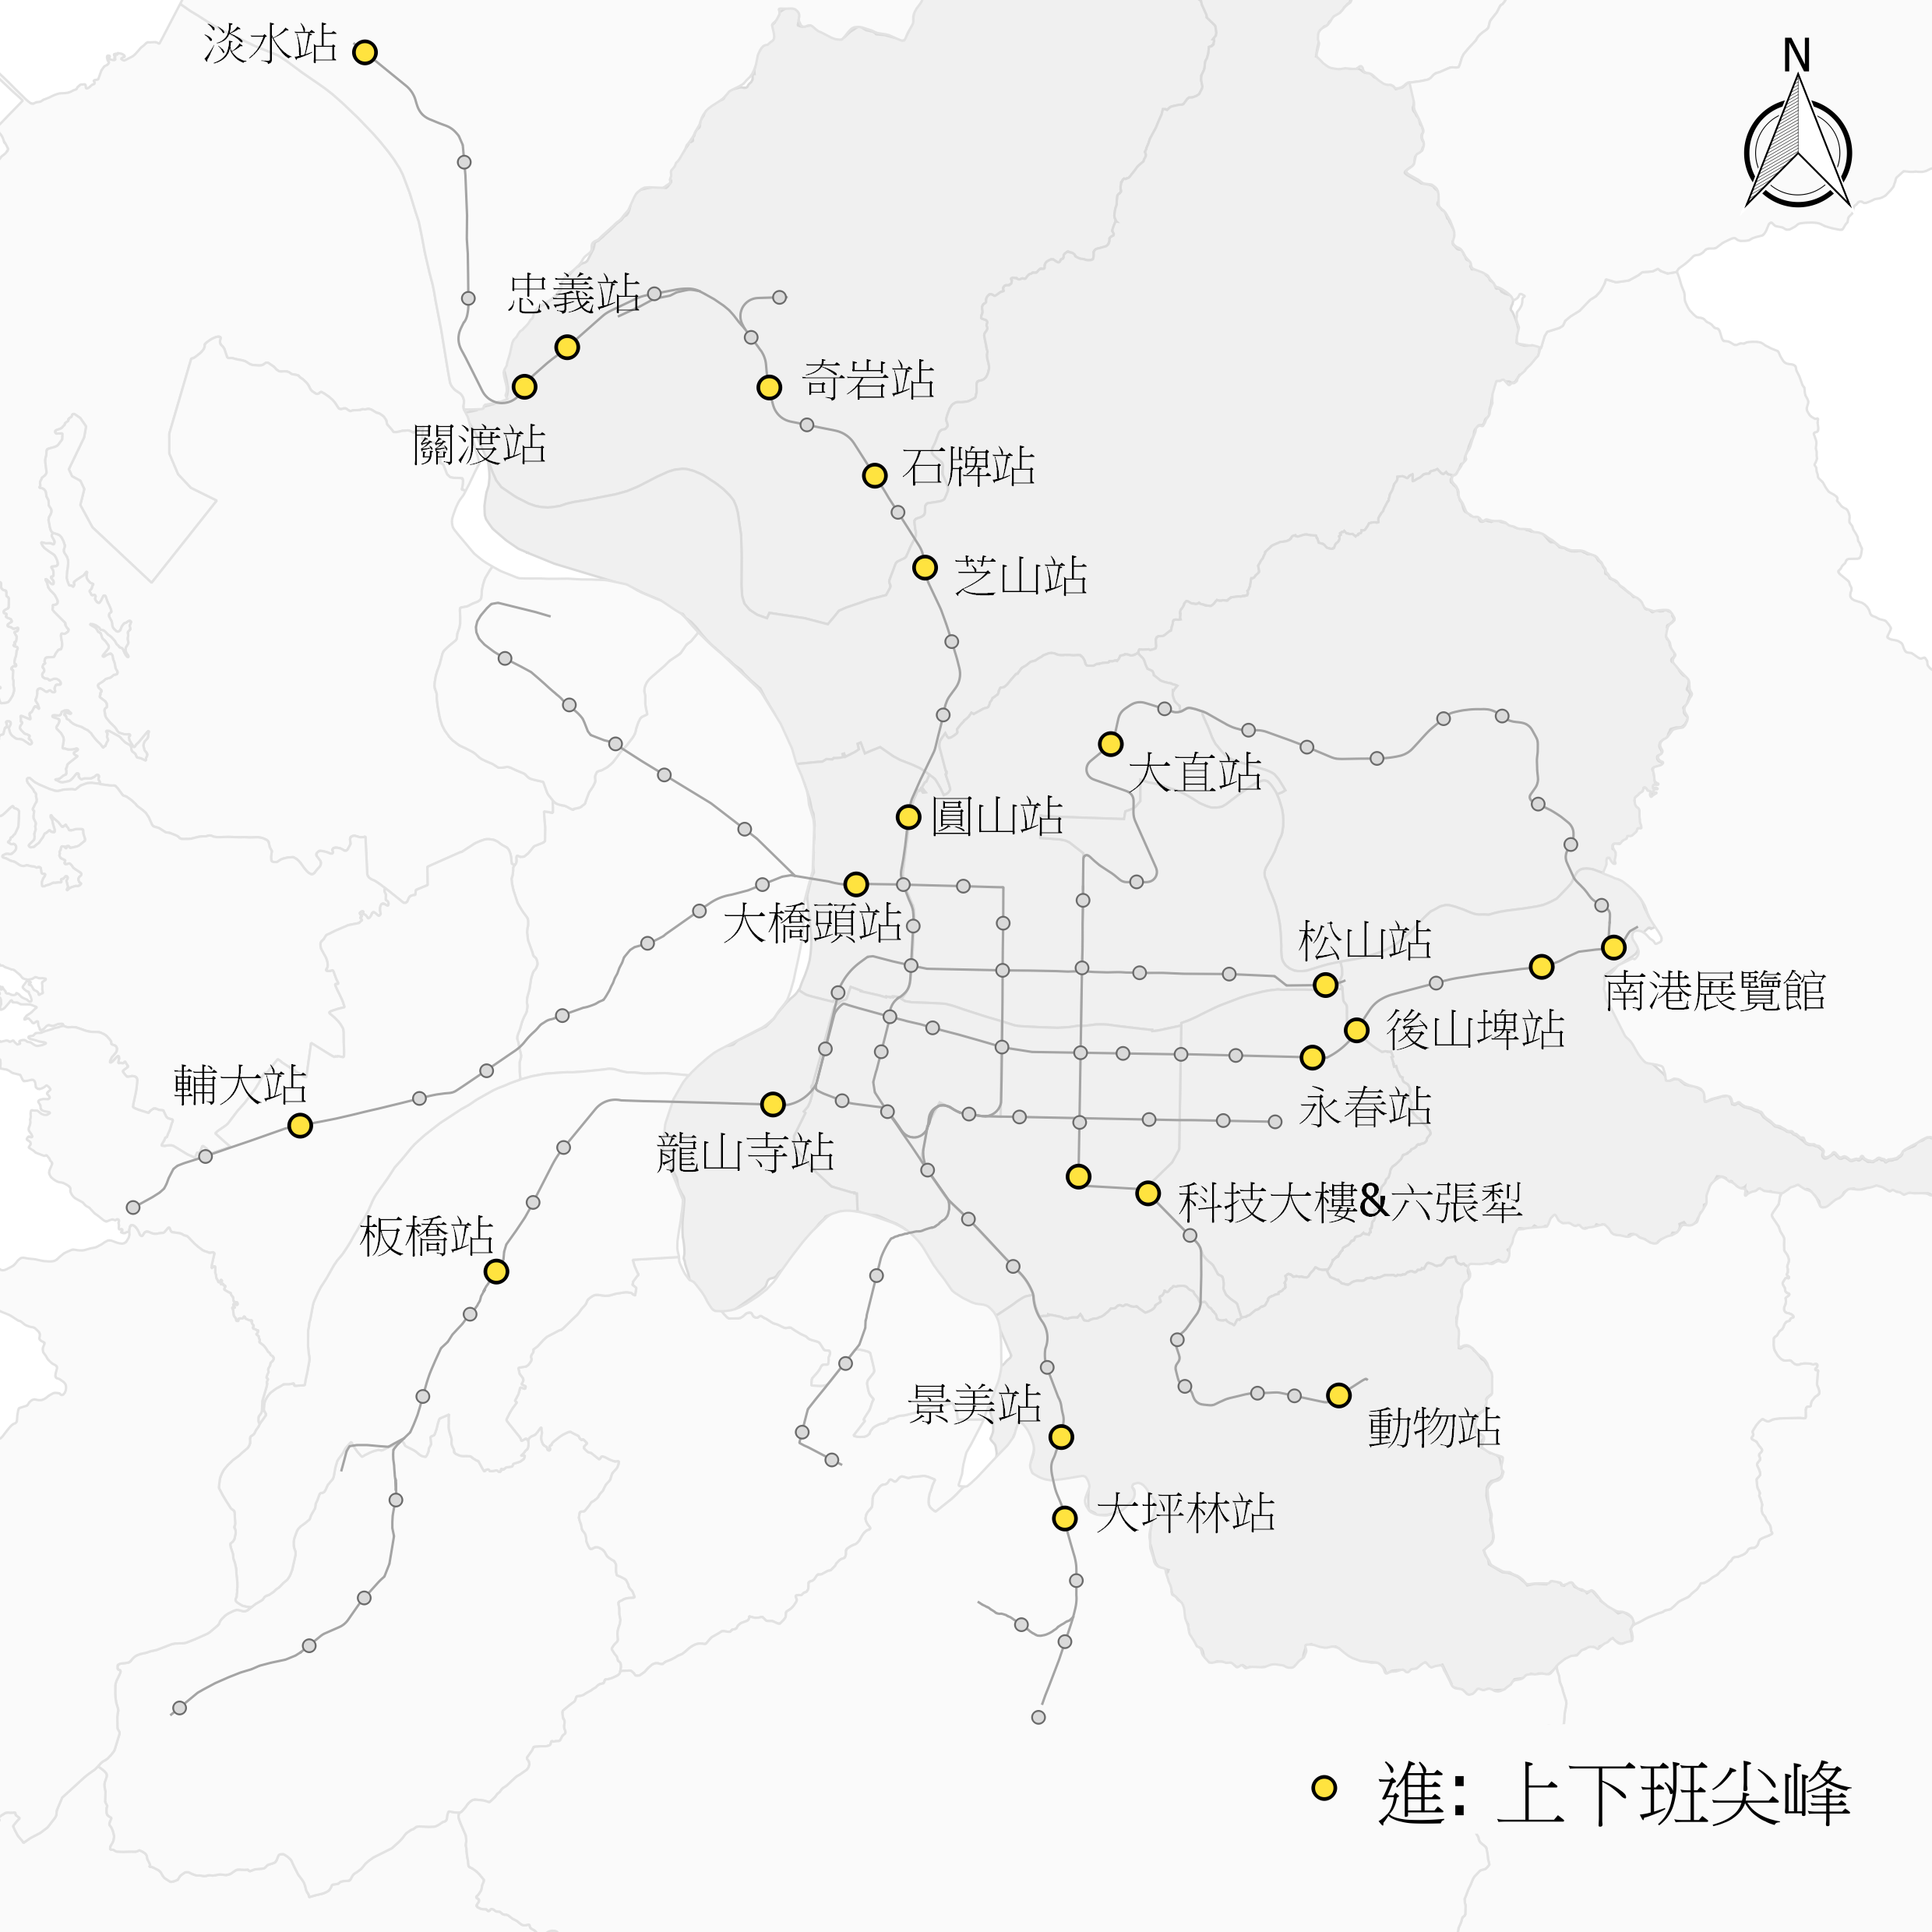 淡水站
N
忠義站
奇岩站
關渡站
石牌站
芝山站
大直站
圓山站
大橋頭站
松山站
南港展覽館
後山埤站
輔大站
永春站
龍山寺站
科技大樓&六張犁
板橋站
景美站
動物站
大坪林站
進: 上下班尖峰